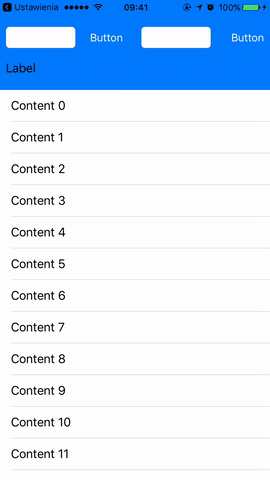 Ustawienia 09:41 100%
Button Button
Label
Content 0
Content 1
Content 2
Content 3
Content 4
Content 5
Content 6
Content 7
Content 8
Content 9
Content 10
Content 11